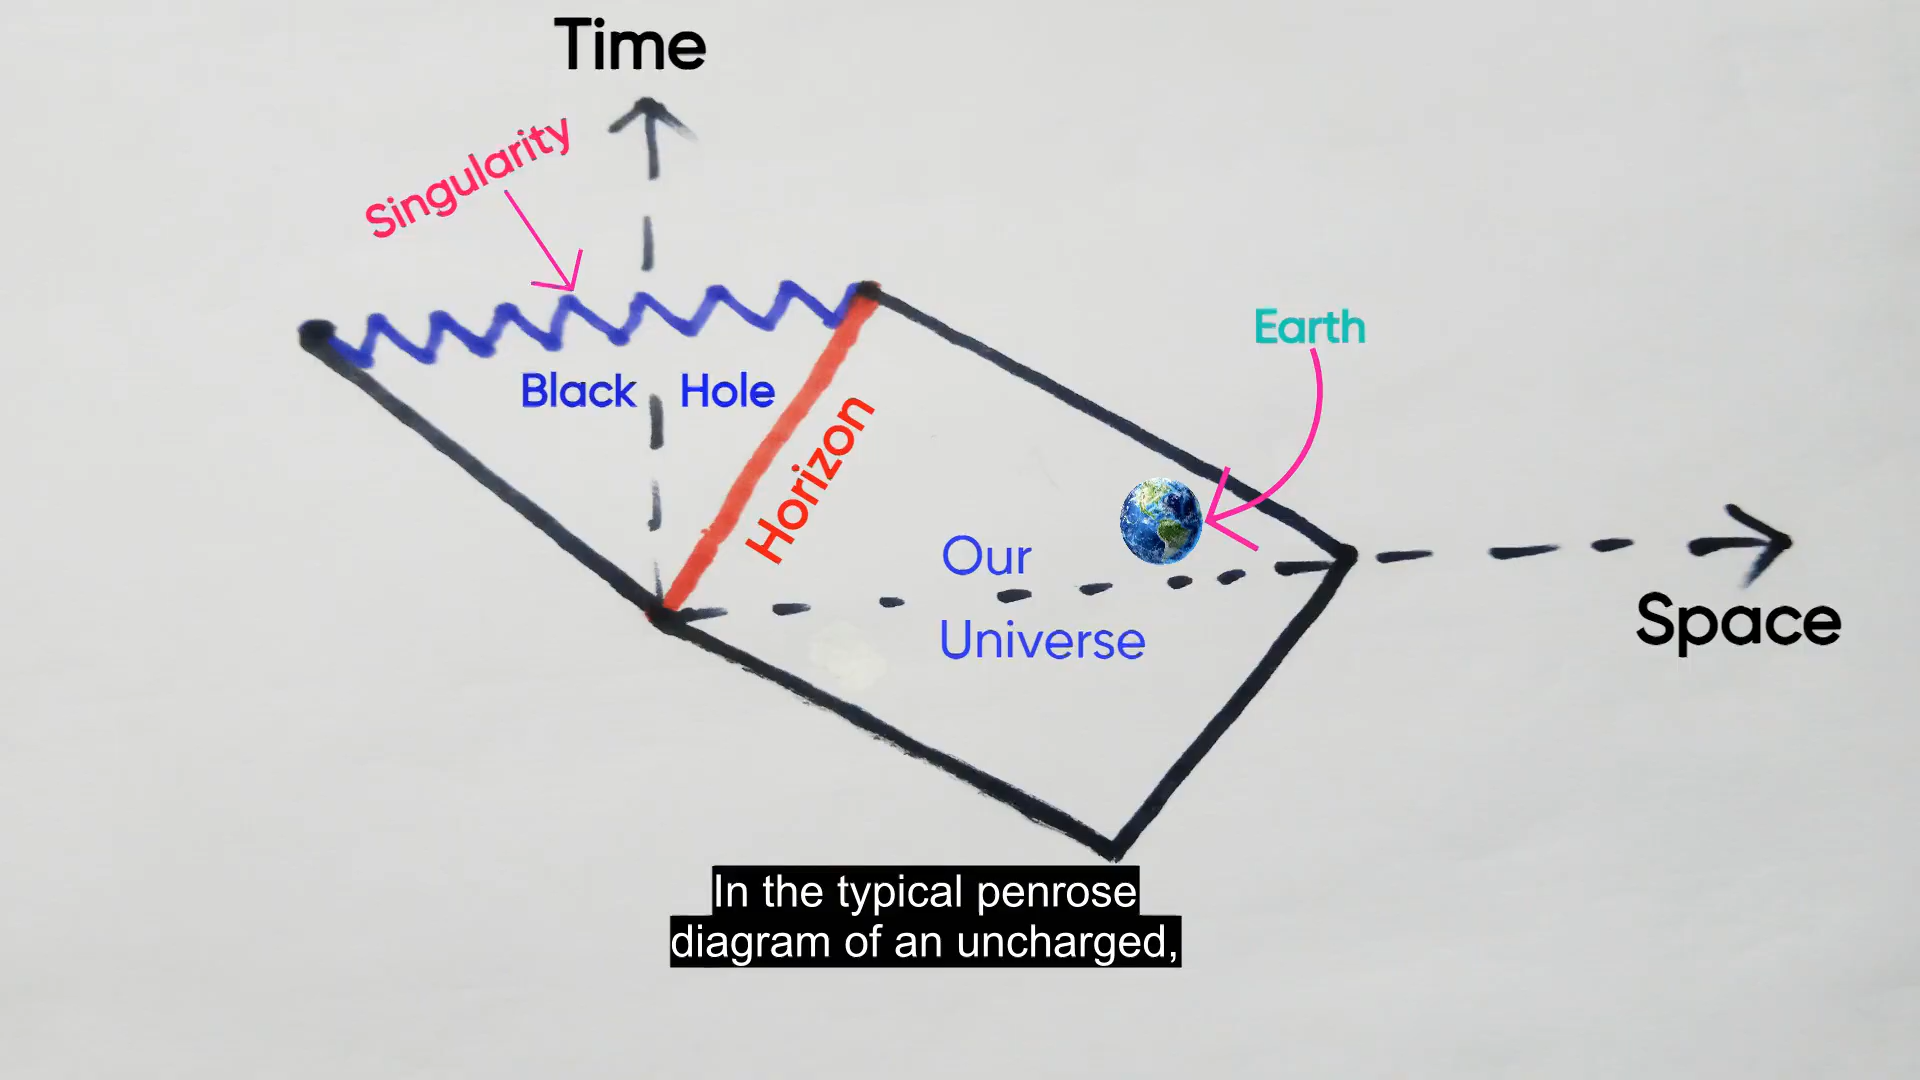 Time
Singularity
Earth
Black Hole
Horizon
Our
Universe
Space
In the typical penrose
diagram of an uncharged,